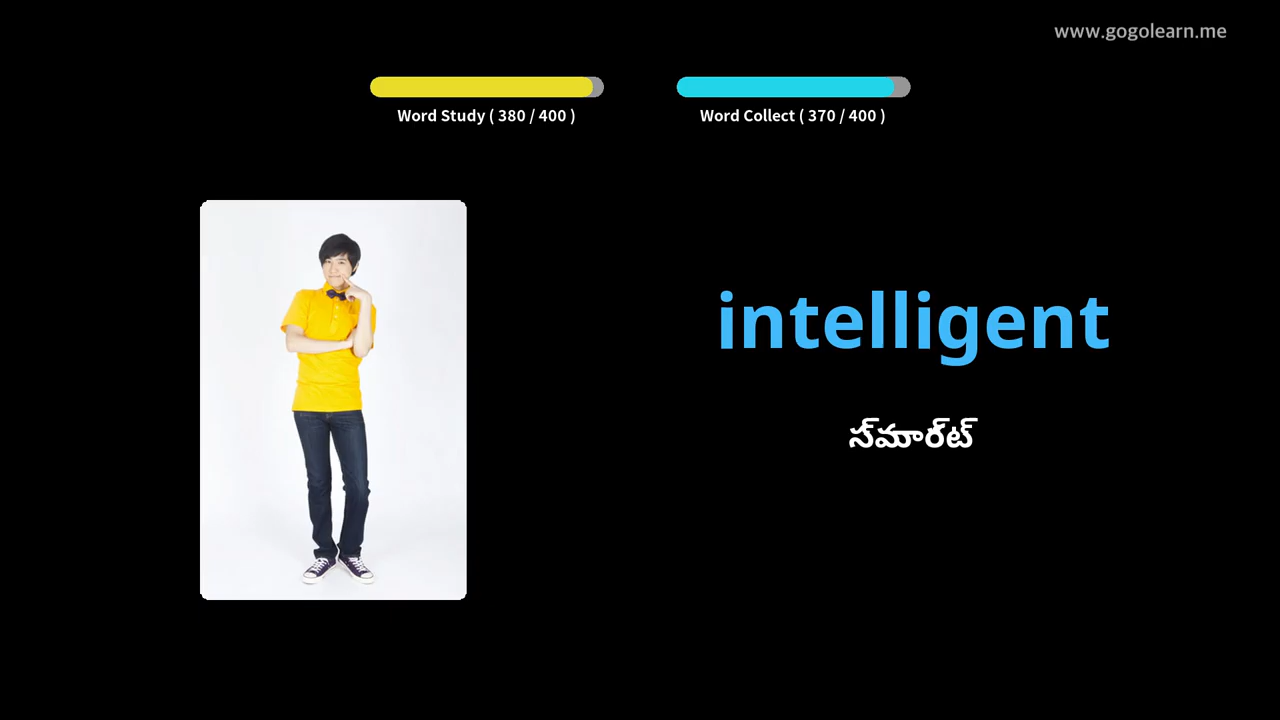 www.gogolearn.me
Word Study ( 380 / 400 )
Word Collect ( 370 / 400 )
intelligent
స్‌మార్‌ట్‌